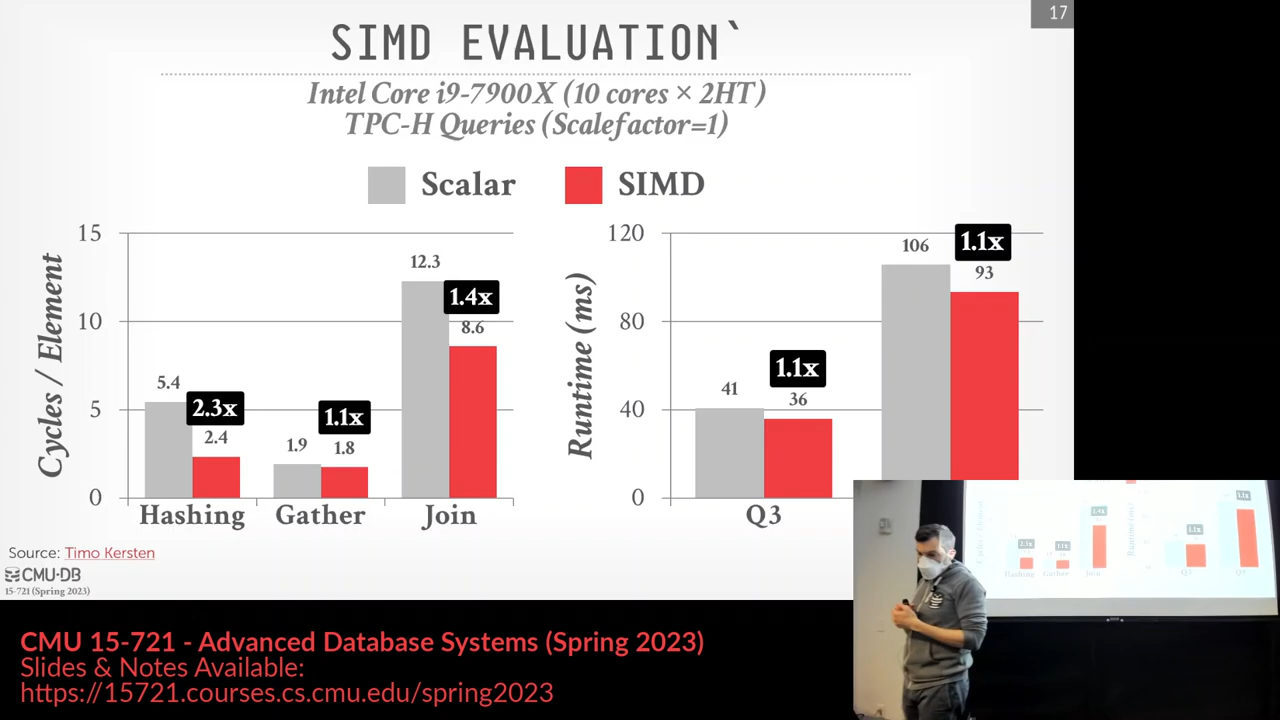 17
SIMD EVALUATION`
Intel Core i9-7900X (10 cores × 2HT)
TPC-H Queries (Scalefactor=1)
Scalar
SIMD
Cycles / Element
15
10
5
0
5.4
2.3x
2.4
1.9
1.1x
1.8
12.3
1.4x
8.6
Hashing
Gather
Join
Runtime (ms)
120
80
40
0
41
1.1x
36
106
1.1x
93
Q3
Source: Timo Kersten
CMU·DB
15-721 (Spring 2023)
Hashing
Gather
Join
CMU 15-721 - Advanced Database Systems (Spring 2023)
Slides & Notes Available:
https://15721.courses.cs.cmu.edu/spring2023